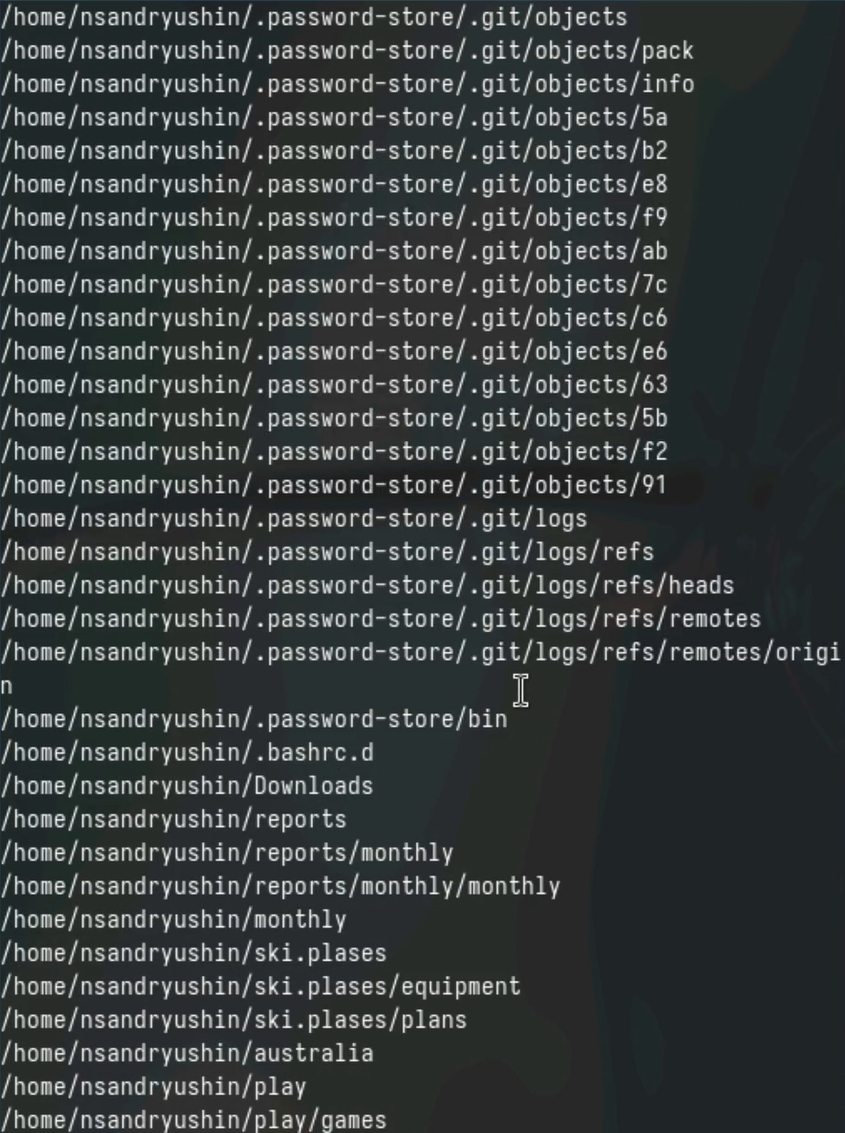 /home/nsandryushin/.password-store/.git/objects
/home/nsandryushin/.password-store/.git/objects/pack
/home/nsandryushin/.password-store/.git/objects/info
/home/nsandryushin/.password-store/.git/objects/5a
/home/nsandryushin/.password-store/.git/objects/b2
/home/nsandryushin/.password-store/.git/objects/e8
/home/nsandryushin/.password-store/.git/objects/f9
/home/nsandryushin/.password-store/.git/objects/ab
/home/nsandryushin/.password-store/.git/objects/7c
/home/nsandryushin/.password-store/.git/objects/c6
/home/nsandryushin/.password-store/.git/objects/e6
/home/nsandryushin/.password-store/.git/objects/63
/home/nsandryushin/.password-store/.git/objects/5b
/home/nsandryushin/.password-store/.git/objects/f2
/home/nsandryushin/.password-store/.git/objects/91
/home/nsandryushin/.password-store/.git/logs
/home/nsandryushin/.password-store/.git/logs/refs
/home/nsandryushin/.password-store/.git/logs/refs/heads
/home/nsandryushin/.password-store/.git/logs/refs/remotes
/home/nsandryushin/.password-store/.git/logs/refs/remotes/origi
n
/home/nsandryushin/.password-store/bin
/home/nsandryushin/.bashrc.d
/home/nsandryushin/Downloads
/home/nsandryushin/reports
/home/nsandryushin/reports/monthly
/home/nsandryushin/reports/monthly/monthly
/home/nsandryushin/monthly
/home/nsandryushin/ski.plases
/home/nsandryushin/ski.plases/equipment
/home/nsandryushin/ski.plases/plans
/home/nsandryushin/australia
/home/nsandryushin/play
/home/nsandryushin/play/games